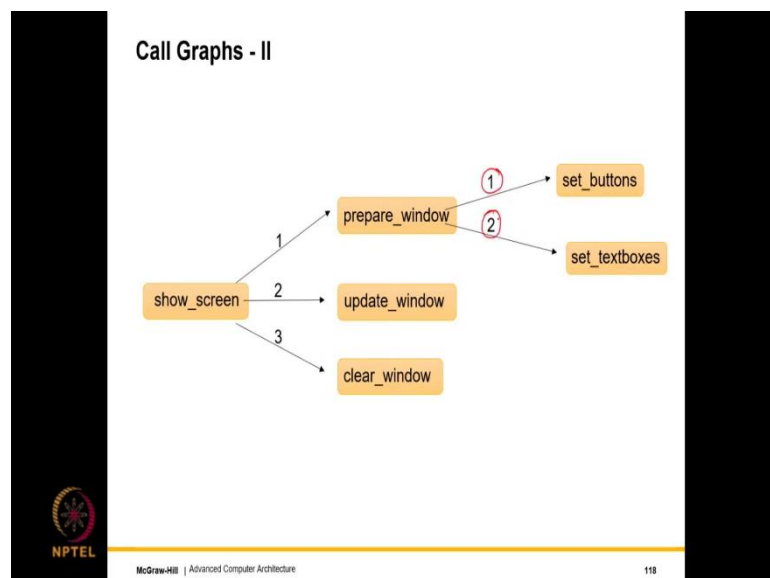 Call Graphs - II
1
set_buttons
prepare_window
2
set_textboxes
1
show_screen
2
update_window
3
clear_window
NPTEL
McGraw-Hill | Advanced Computer Architecture
118